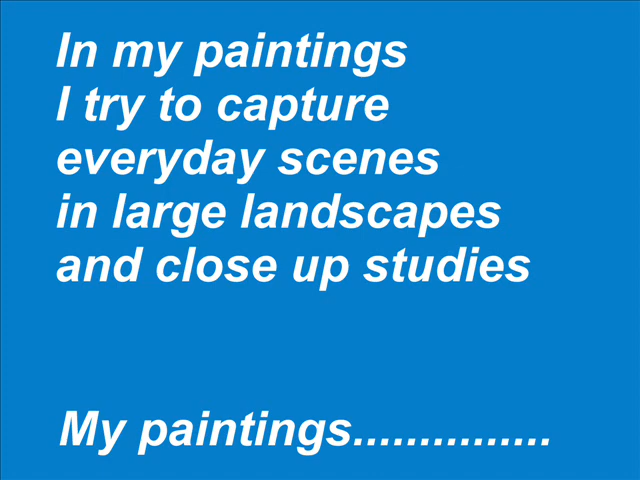 In my paintings
I try to capture
everyday scenes
in large landscapes
and close up studies
My paintings...............